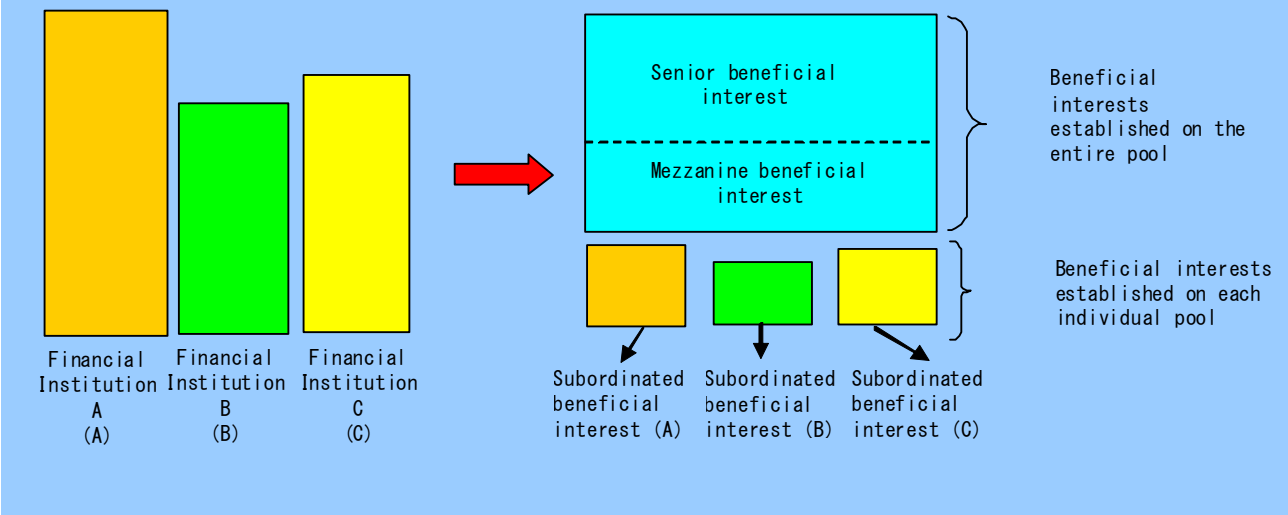 Senior beneficial
interest
Mezzanine beneficial
interest
Beneficial
interests
established on the
entire pool
Beneficial interests
established on each
individual pool
Financial
Institution
A
(A)
Financial
Institution
B
(B)
Financial
Institution
C
(C)
Subordinated
beneficial
interest (A)
Subordinated
beneficial
interest (B)
Subordinated
beneficial
interest (C)